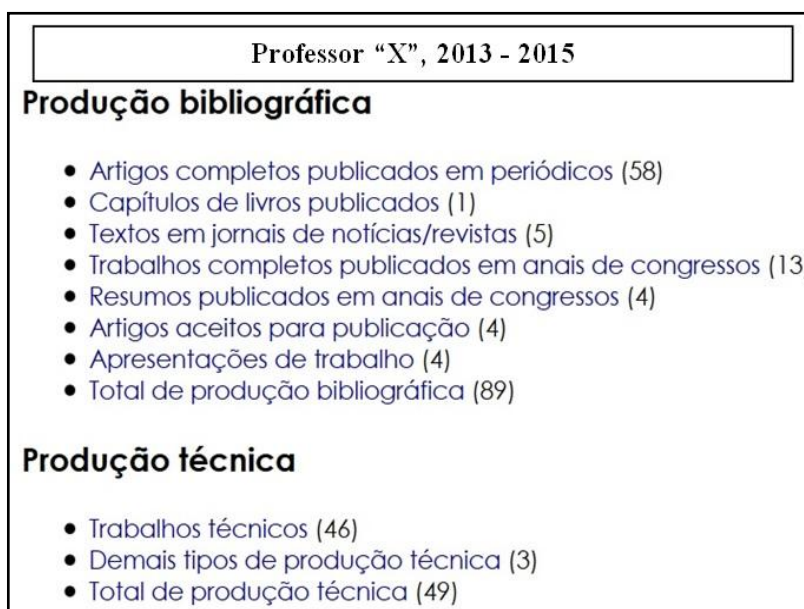 Professor “X”, 2013 - 2015
Produção bibliográfica
• Artigos completos publicados em periódicos (58)
• Capítulos de livros publicados (1)
• Textos em jornais de notícias/revistas (5)
• Trabalhos completos publicados em anais de congressos (13
• Resumos publicados em anais de congressos (4)
• Artigos aceitos para publicação (4)
• Apresentações de trabalho (4)
• Total de produção bibliográfica (89)
Produção técnica
• Trabalhos técnicos (46)
• Demais tipos de produção técnica (3)
• Total de produção técnica (49)